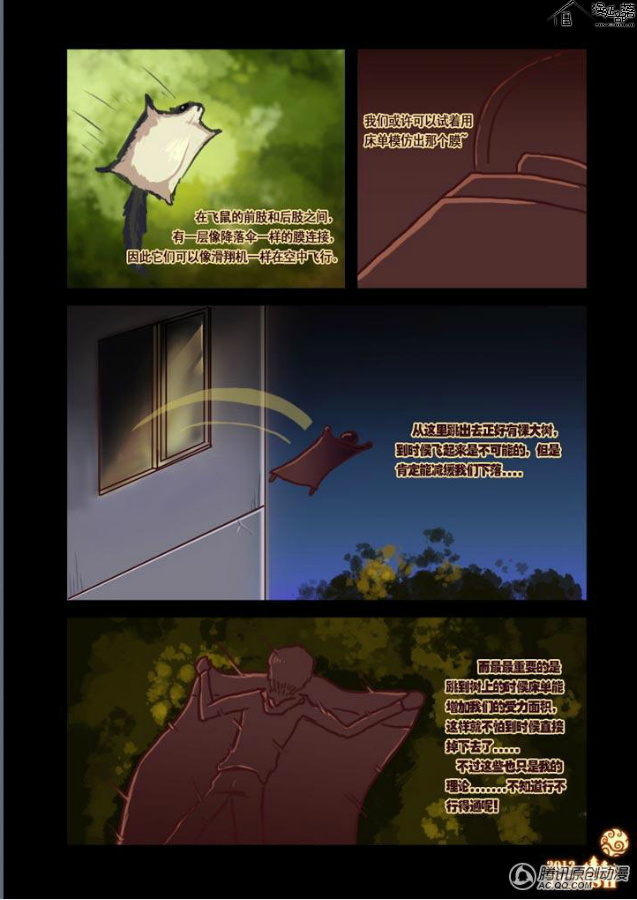 漫画部落
在飞鼠的前肢和后肢之间,
有一层像降落伞一样的膜连接,
因此它们可以像滑翔机一样在空中飞行。
我们或许可以试着用
床单模仿出那个膜~
从这里跳出去正好有棵大树,
到时候飞起来是不可能的,但是
肯定能减缓我们下落....
而最最重要的是
跳到树上的时候床单能
增加我们的受力面积,
这样就不怕到时候直接
掉下去了.....
不过这些也只是我的
理论.......不知道行不
行得通呢!
2012
腾讯原创动漫
AC.QQ.COM